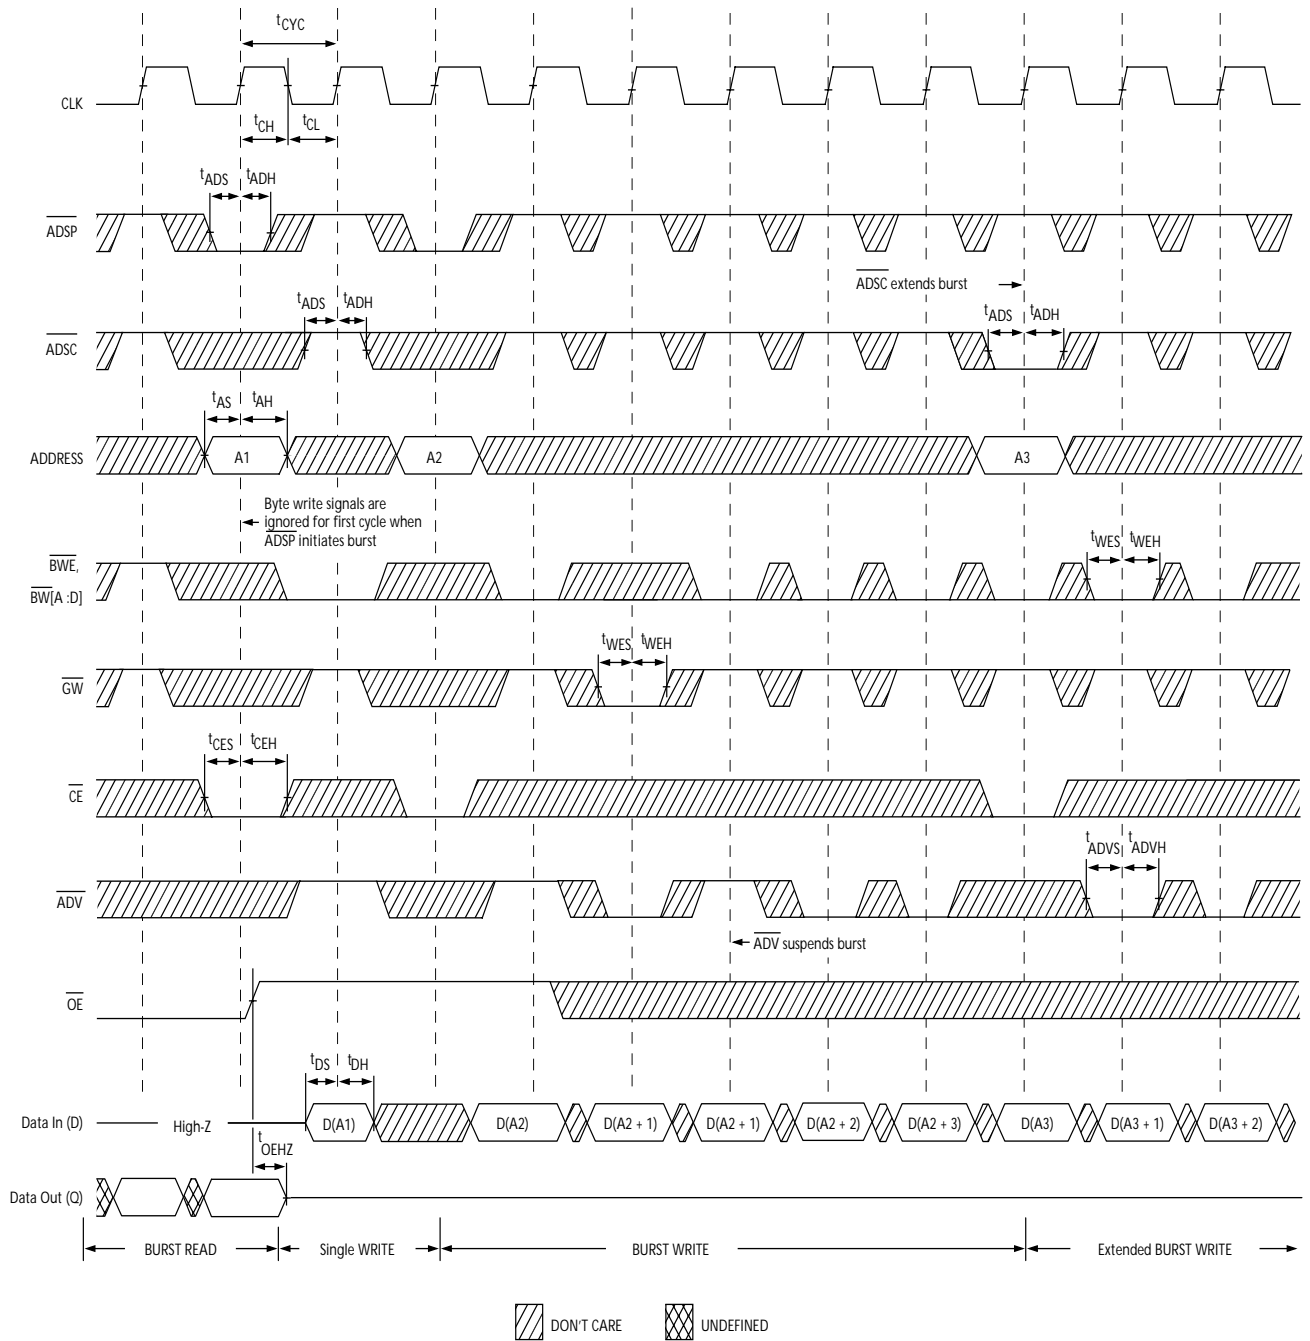 tCYC
CLK
tCH tCL
tADS tADH
ADSP
ADSC extends burst
tADS tADH
tADS tADH
ADSC
tAS tAH
ADDRESS A1 A2 A3
Byte write signals are
ignored for first cycle when
ADSP initiates burst
tWES tWEH
BWE,
BW[A :D]
tWES tWEH
GW
tCES tCEH
CE
tADVS tADVH
ADV
ADV suspends burst
OE
tDS tDH
Data In (D) High-Z D(A1) D(A2) D(A2 + 1) D(A2 + 1) D(A2 + 2) D(A2 + 3) D(A3) D(A3 + 1) D(A3 + 2)
tOEHZ
Data Out (Q)
BURST READ Single WRITE BURST WRITE Extended BURST WRITE
DON'T CARE UNDEFINED